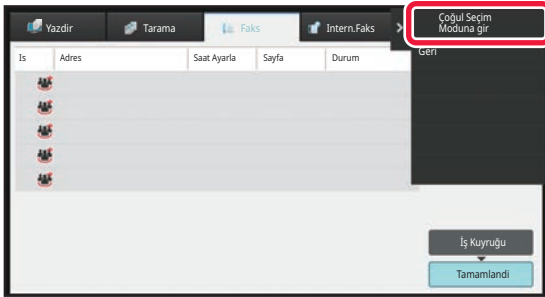 Yazdir
Tarama
Faks
Intern.Faks
Çoğul Seçim
Moduna gir
Is
Adres
Saat Ayarla
Sayfa
Durum
Geri
İş Kuyruğu
Tamamlandi